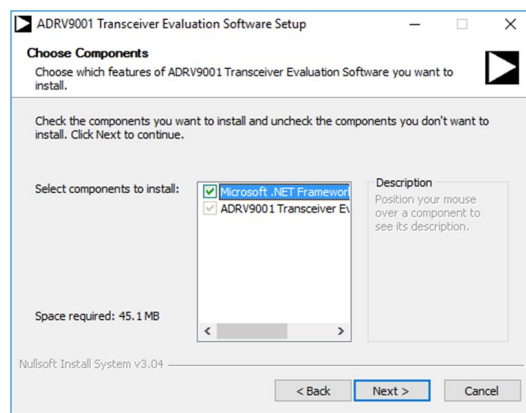 ADRV9001 Transceiver Evaluation Software Setup
Choose Components
Choose which features of ADRV9001 Transceiver Evaluation Software you want to
install.
Check the components you want to install and uncheck the components you don't want to
install. Click Next to continue.
Select components to install:
Microsoft .NET Framewor
ADRV9001 Transceiver Ev
Description
Position your mouse
over a component to
see its description.
Space required: 45.1 MB
Nullsoft Install System v3.04
< Back
Next >
Cancel